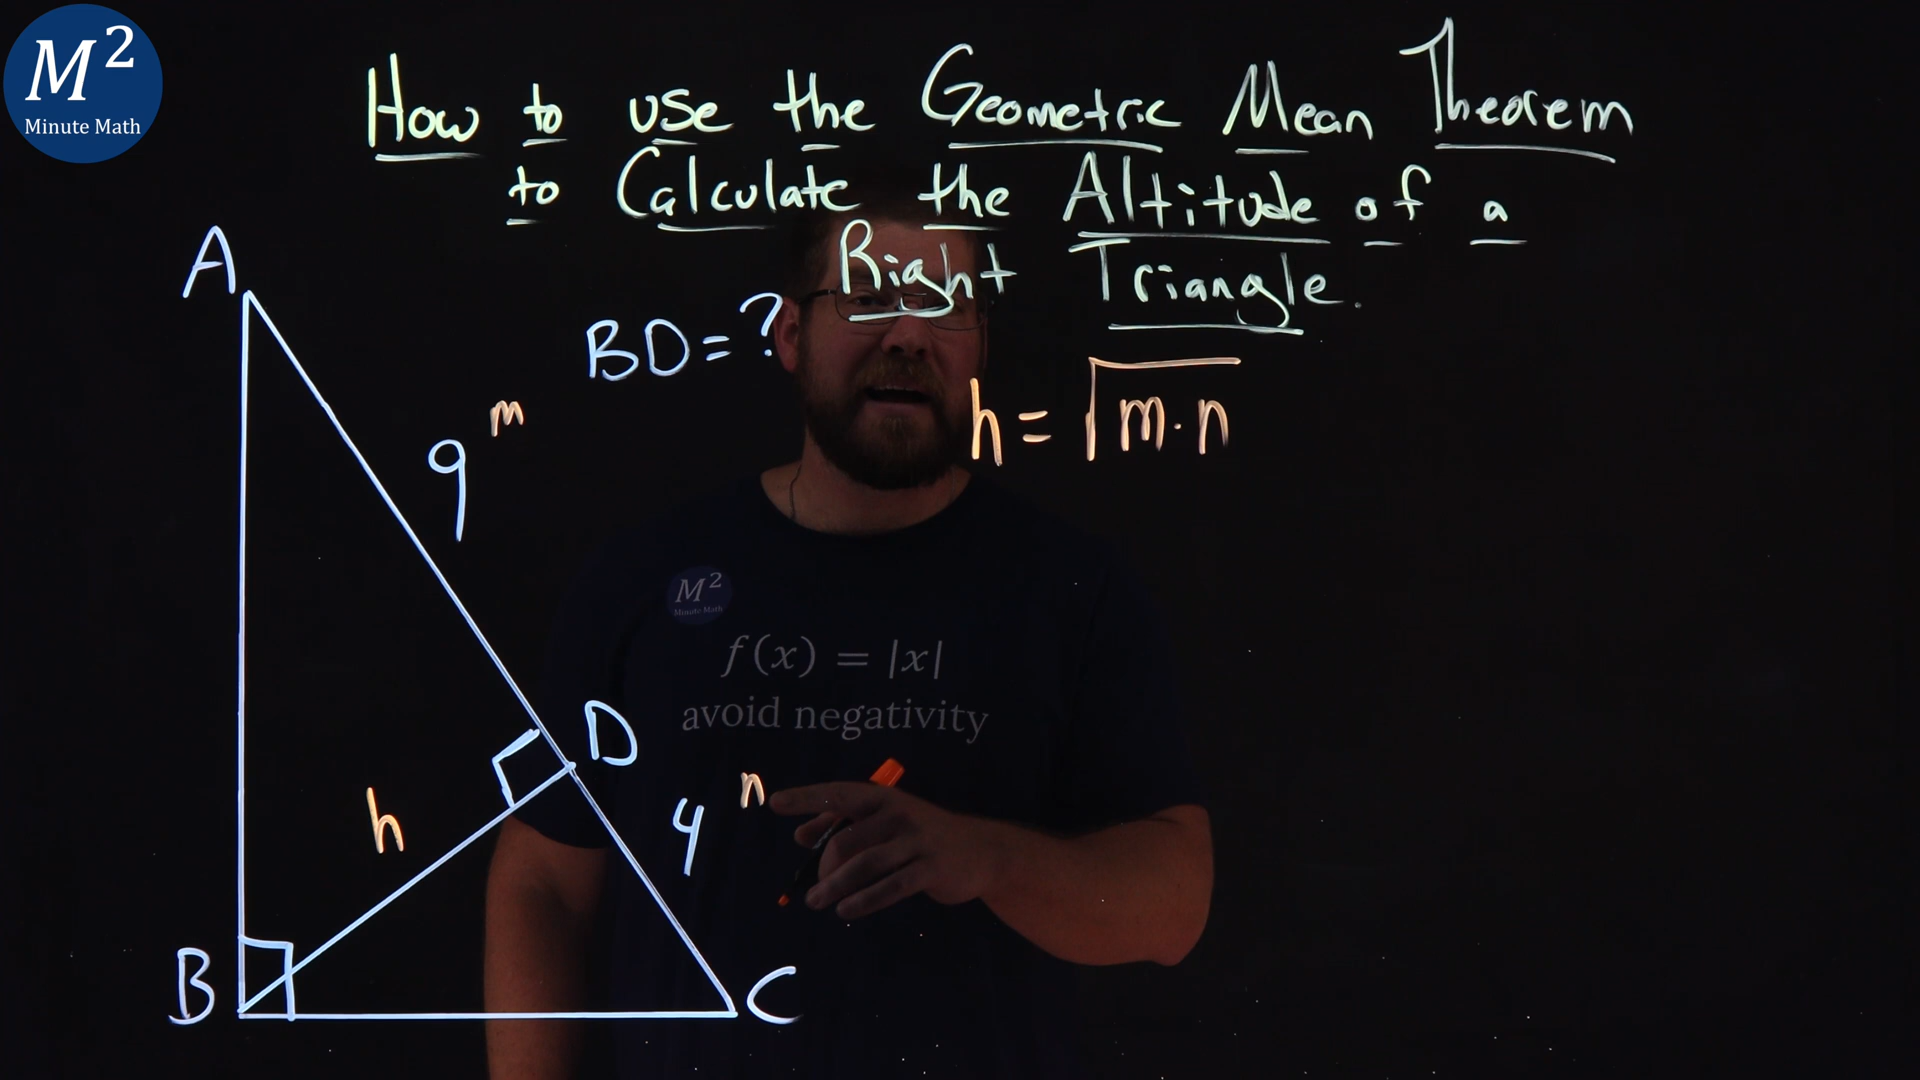 M²
Minute Math
How to use the Geometric Mean Theorem
to Calculate the Altitude of a
Right Triangle.
A
BD = ?
h = √m·n
m
9
M²
Minute Math
f(x) = |x|
avoid negativity
D
n
h
4
B
C